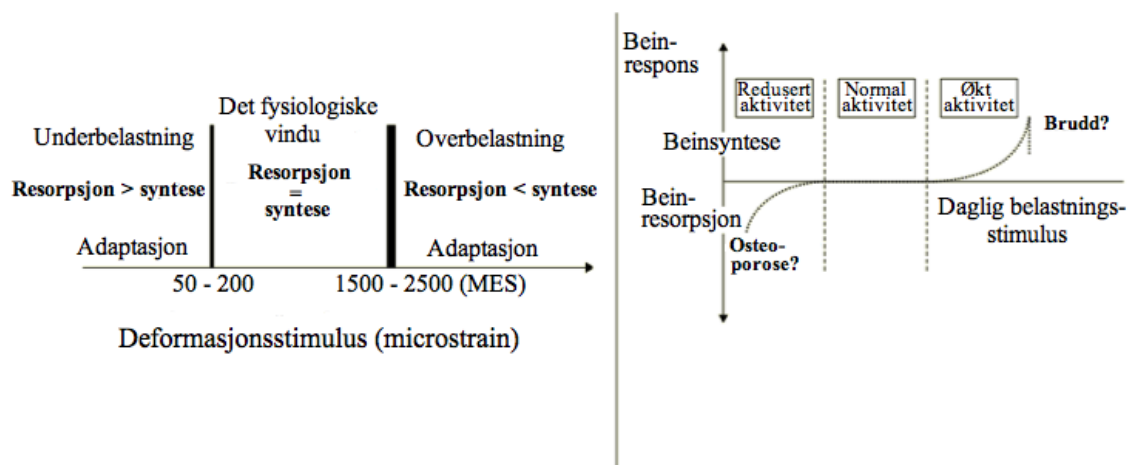 Det fysiologiske
vindu
Underbelastning
Overbelastning
Resorpsjon > syntese
Resorpsjon
=
syntese
Resorpsjon < syntese
Adaptasjon
Adaptasjon
50 - 200
1500 - 2500 (MES)
Deformasjonsstimulus (microstrain)
Bein-
respons
Redusert
aktivitet
Normal
aktivitet
Økt
aktivitet
Brudd?
Beinsyntese
Bein-
resorpsjon
Daglig belastnings-
stimulus
Osteo-
porose?